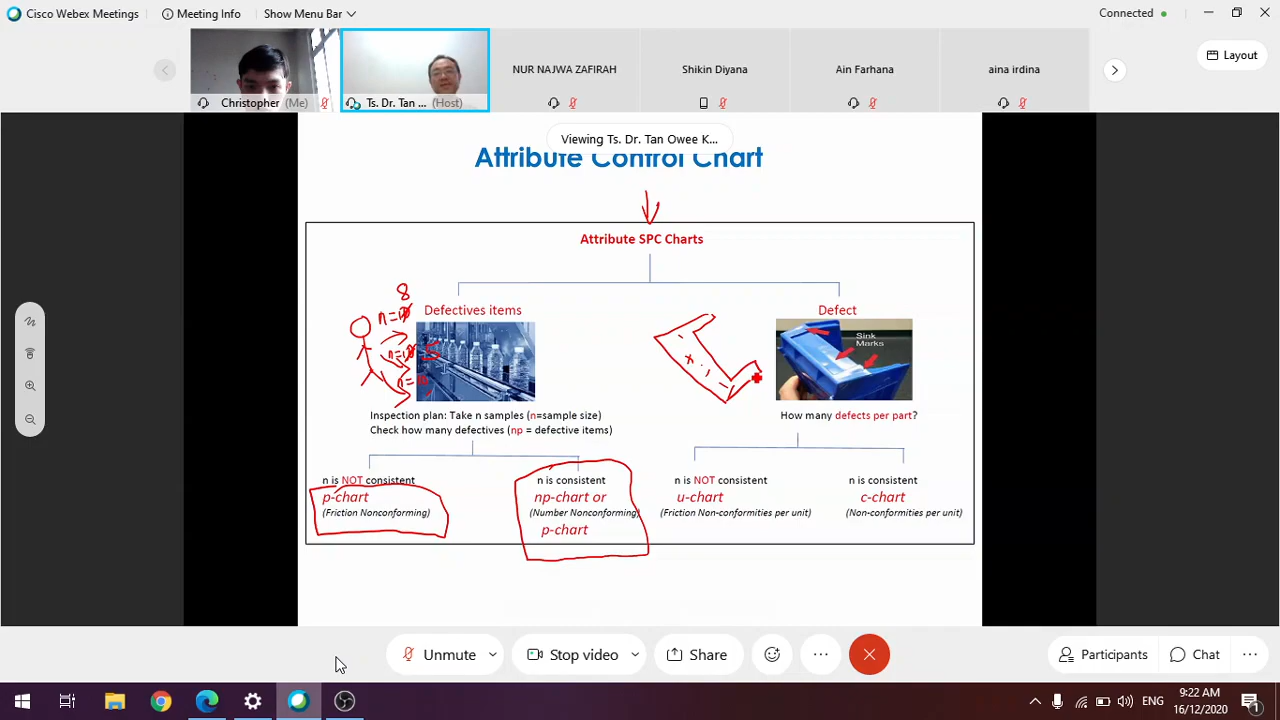 Cisco Webex Meetings
Meeting Info
Show Menu Bar
Connected
Christopher (Me)
Ts. Dr. Tan ... (Host)
NUR NAJWA ZAFIRAH
Shikin Diyana
Ain Farhana
aina irdina
Layout
Viewing Ts. Dr. Tan Owee K...
Attribute Control Chart
Attribute SPC Charts
8
n=
Defectives items
Defect
Sink
Marks
n=
5
n=
Inspection plan: Take n samples (n=sample size)
Check how many defectives (np = defective items)
How many defects per part?
n is NOT consistent
p-chart
(Friction Nonconforming)
n is consistent
np-chart or
(Number Nonconforming)
p-chart
n is NOT consistent
u-chart
(Friction Non-conformities per unit)
n is consistent
c-chart
(Non-conformities per unit)
Unmute
Stop video
Share
Participants
Chat
ENG
9:22 AM
16/12/2020
1